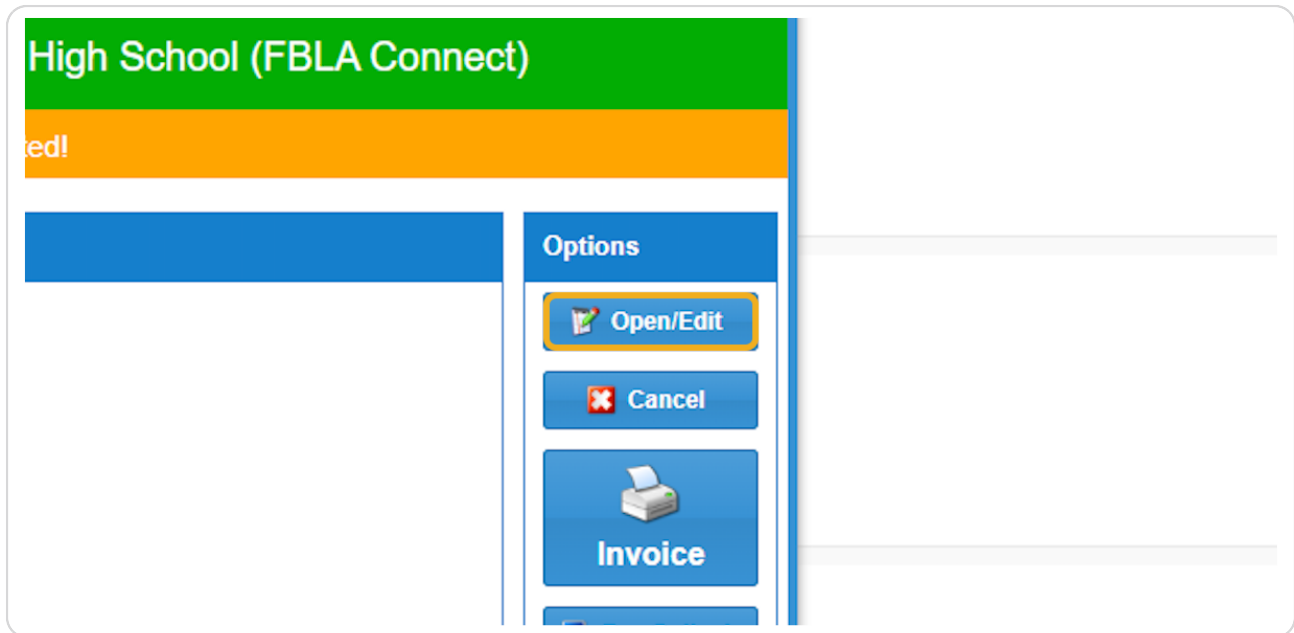 High School (FBLA Connect)
ted!
Options
Open/Edit
Cancel
Invoice